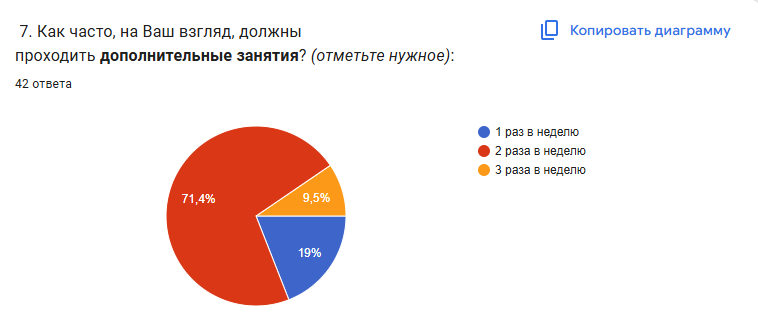 7. Как часто, на Ваш взгляд, должны
проходить дополнительные занятия? (отметьте нужное):
Копировать диаграмму
42 ответа
1 раз в неделю
2 раза в неделю
3 раза в неделю
71,4%
9,5%
19%